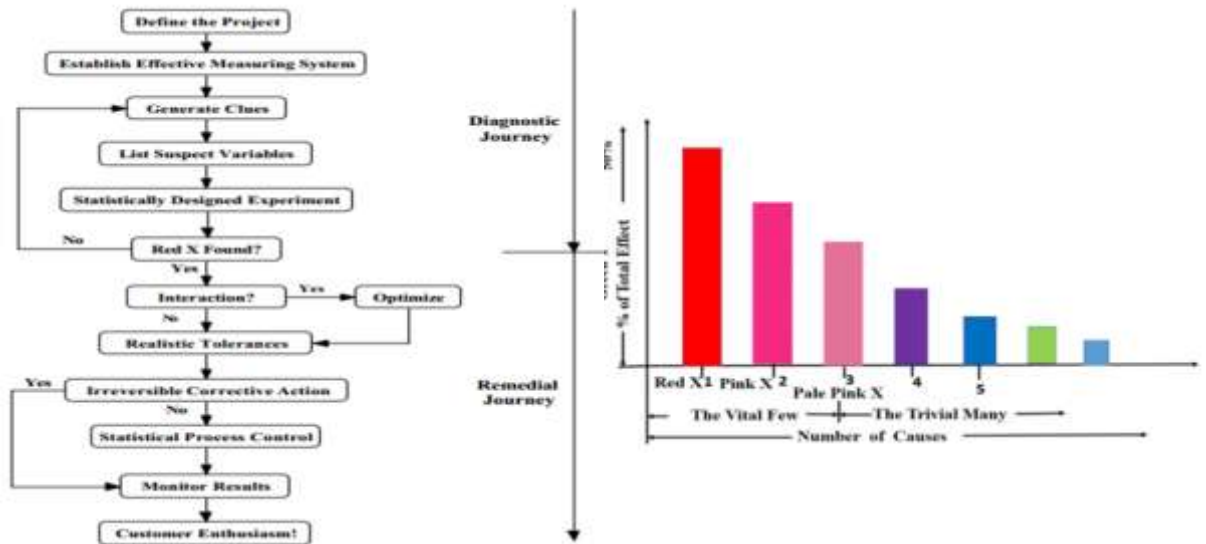 Define the Project
Establish Effective Measuring System
Generate Clues
List Suspect Variables
Statistically Designed Experiment
No
Red X Found?
Yes
Interaction?
Yes
Optimize
No
Realistic Tolerances
Yes
Irreversible Corrective Action
No
Statistical Process Control
Monitor Results
Customer Enthusiasm!
Diagnostic
Journey
Remedial
Journey
% of Total Effect
Red X 1
Pink X 2
3
Pale Pink X
4
5
The Vital Few
The Trivial Many
Number of Causes